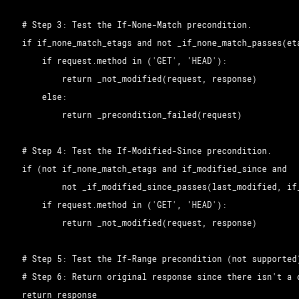 # Step 3: Test the If-None-Match precondition.
if if_none_match_etags and not _if_none_match_passes(eta
if request.method in ('GET', 'HEAD'):
return _not_modified(request, response)
else:
return _precondition_failed(request)
# Step 4: Test the If-Modified-Since precondition.
if (not if_none_match_etags and if_modified_since and
not _if_modified_since_passes(last_modified, if_
if request.method in ('GET', 'HEAD'):
return _not_modified(request, response)
# Step 5: Test the If-Range precondition (not supported)
# Step 6: Return original response since there isn't a c
return response